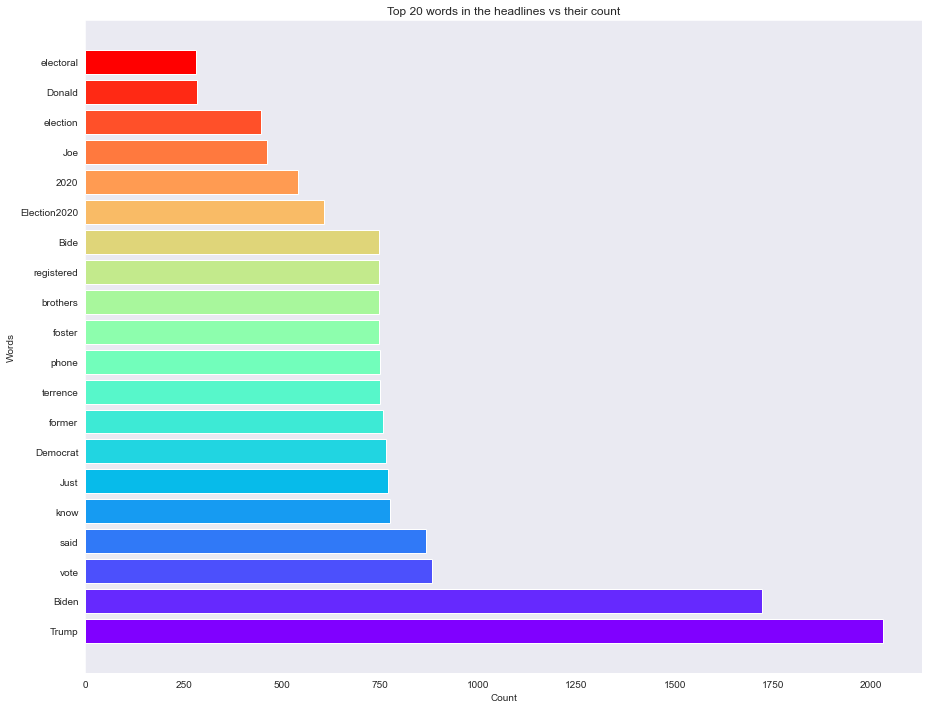 Top 20 words in the headlines vs their count
Words
electoral
Donald
election
Joe
2020
Election2020
Bide
registered
brothers
foster
phone
terrence
former
Democrat
Just
know
said
vote
Biden
Trump
0 250 500 750 1000 1250 1500 1750 2000
Count